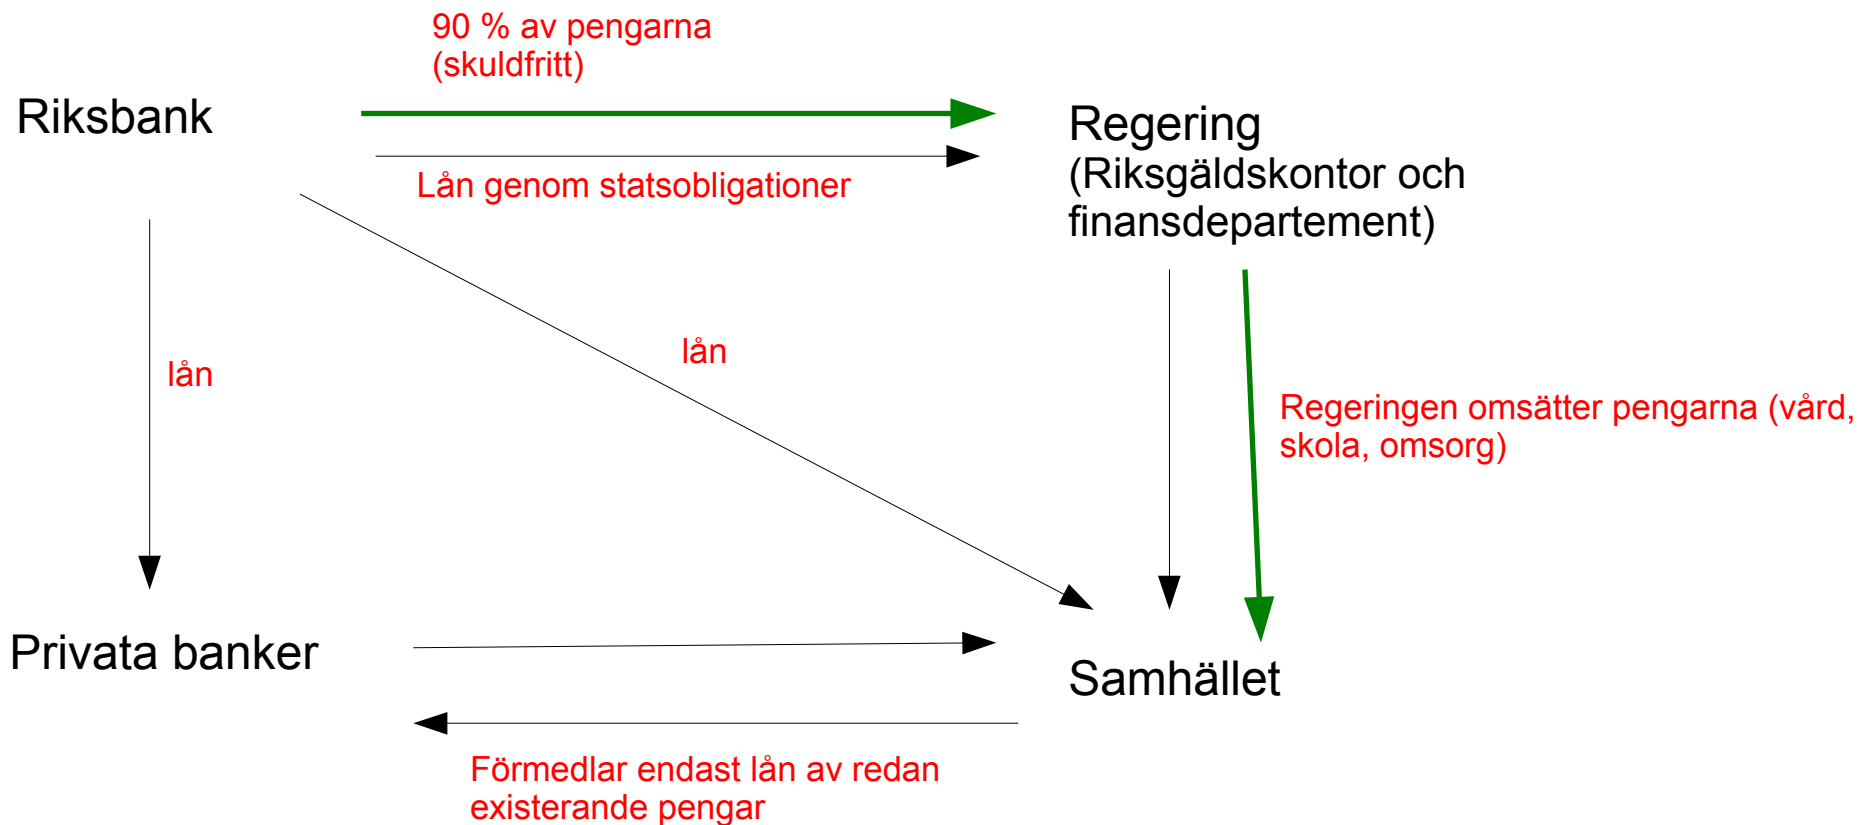 90 % av pengarna
(skuldfritt)
Riksbank
Regering
(Riksgäldskontor och
finansdepartement)
Lån genom statsobligationer
lån
lån
Regeringen omsätter pengarna (vård,
skola, omsorg)
Privata banker
Samhället
Förmedlar endast lån av redan
existerande pengar